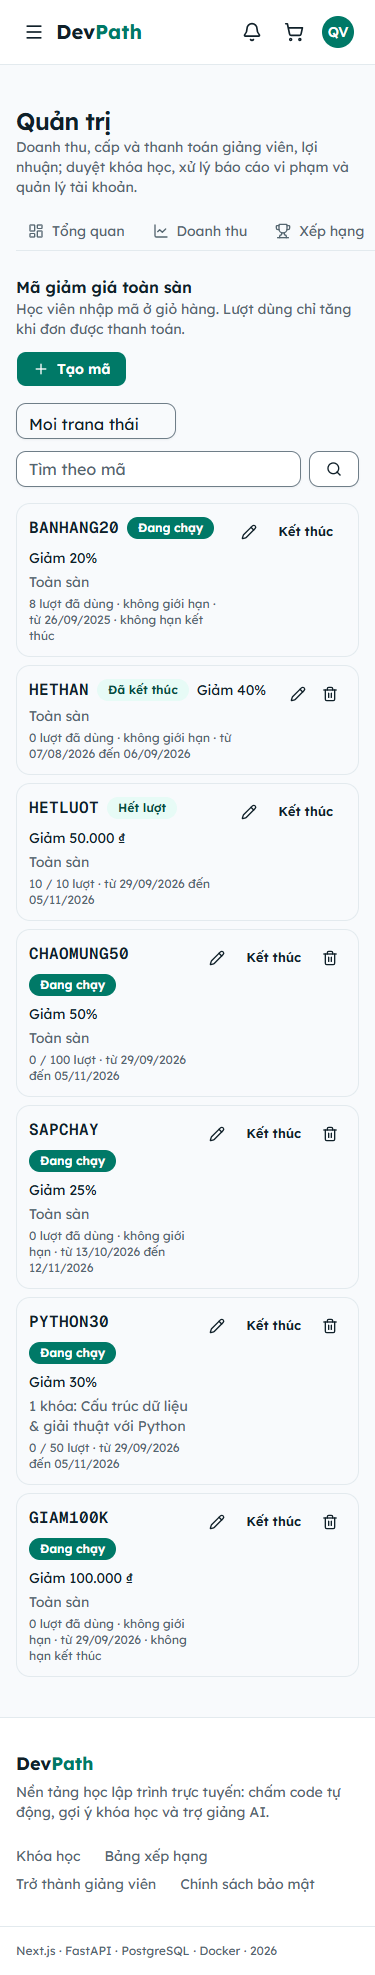 DevPath
QV
Quản trị
Doanh thu, cấp và thanh toán giảng viên, lợi
nhuận; duyệt khóa học, xử lý báo cáo vi phạm và
quản lý tài khoản.
Tổng quan
Doanh thu
Xếp hạng
Mã giảm giá toàn sàn
Học viên nhập mã ở giỏ hàng. Lượt dùng chỉ tăng
khi đơn được thanh toán.
Tạo mã
Mọi trạng thái
Tìm theo mã
BANHANG20 Đang chạy Kết thúc
Giảm 20%
Toàn sàn
8 lượt đã dùng · không giới hạn ·
từ 26/09/2025 · không hạn kết
thúc
HETHAN Đã kết thúc Giảm 40%
Toàn sàn
0 lượt đã dùng · không giới hạn · từ
07/08/2026 đến 06/09/2026
HETLUOT Hết lượt Kết thúc
Giảm 50.000 ₫
Toàn sàn
10 / 10 lượt · từ 29/09/2026 đến
05/11/2026
CHAOMUNG50 Kết thúc
Đang chạy
Giảm 50%
Toàn sàn
0 / 100 lượt · từ 29/09/2026
đến 05/11/2026
SAPCHAY Kết thúc
Đang chạy
Giảm 25%
Toàn sàn
0 lượt đã dùng · không giới
hạn · từ 13/10/2026 đến
12/11/2026
PYTHON30 Kết thúc
Đang chạy
Giảm 30%
1 khóa: Cấu trúc dữ liệu
& giải thuật với Python
0 / 50 lượt · từ 29/09/2026
đến 05/11/2026
GIAM100K Kết thúc
Đang chạy
Giảm 100.000 ₫
Toàn sàn
0 lượt đã dùng · không giới
hạn · từ 29/09/2026 · không
hạn kết thúc
DevPath
Nền tảng học lập trình trực tuyến: chấm code tự
động, gợi ý khóa học và trợ giảng AI.
Khóa học Bảng xếp hạng
Trở thành giảng viên Chính sách bảo mật
Next.js · FastAPI · PostgreSQL · Docker · 2026